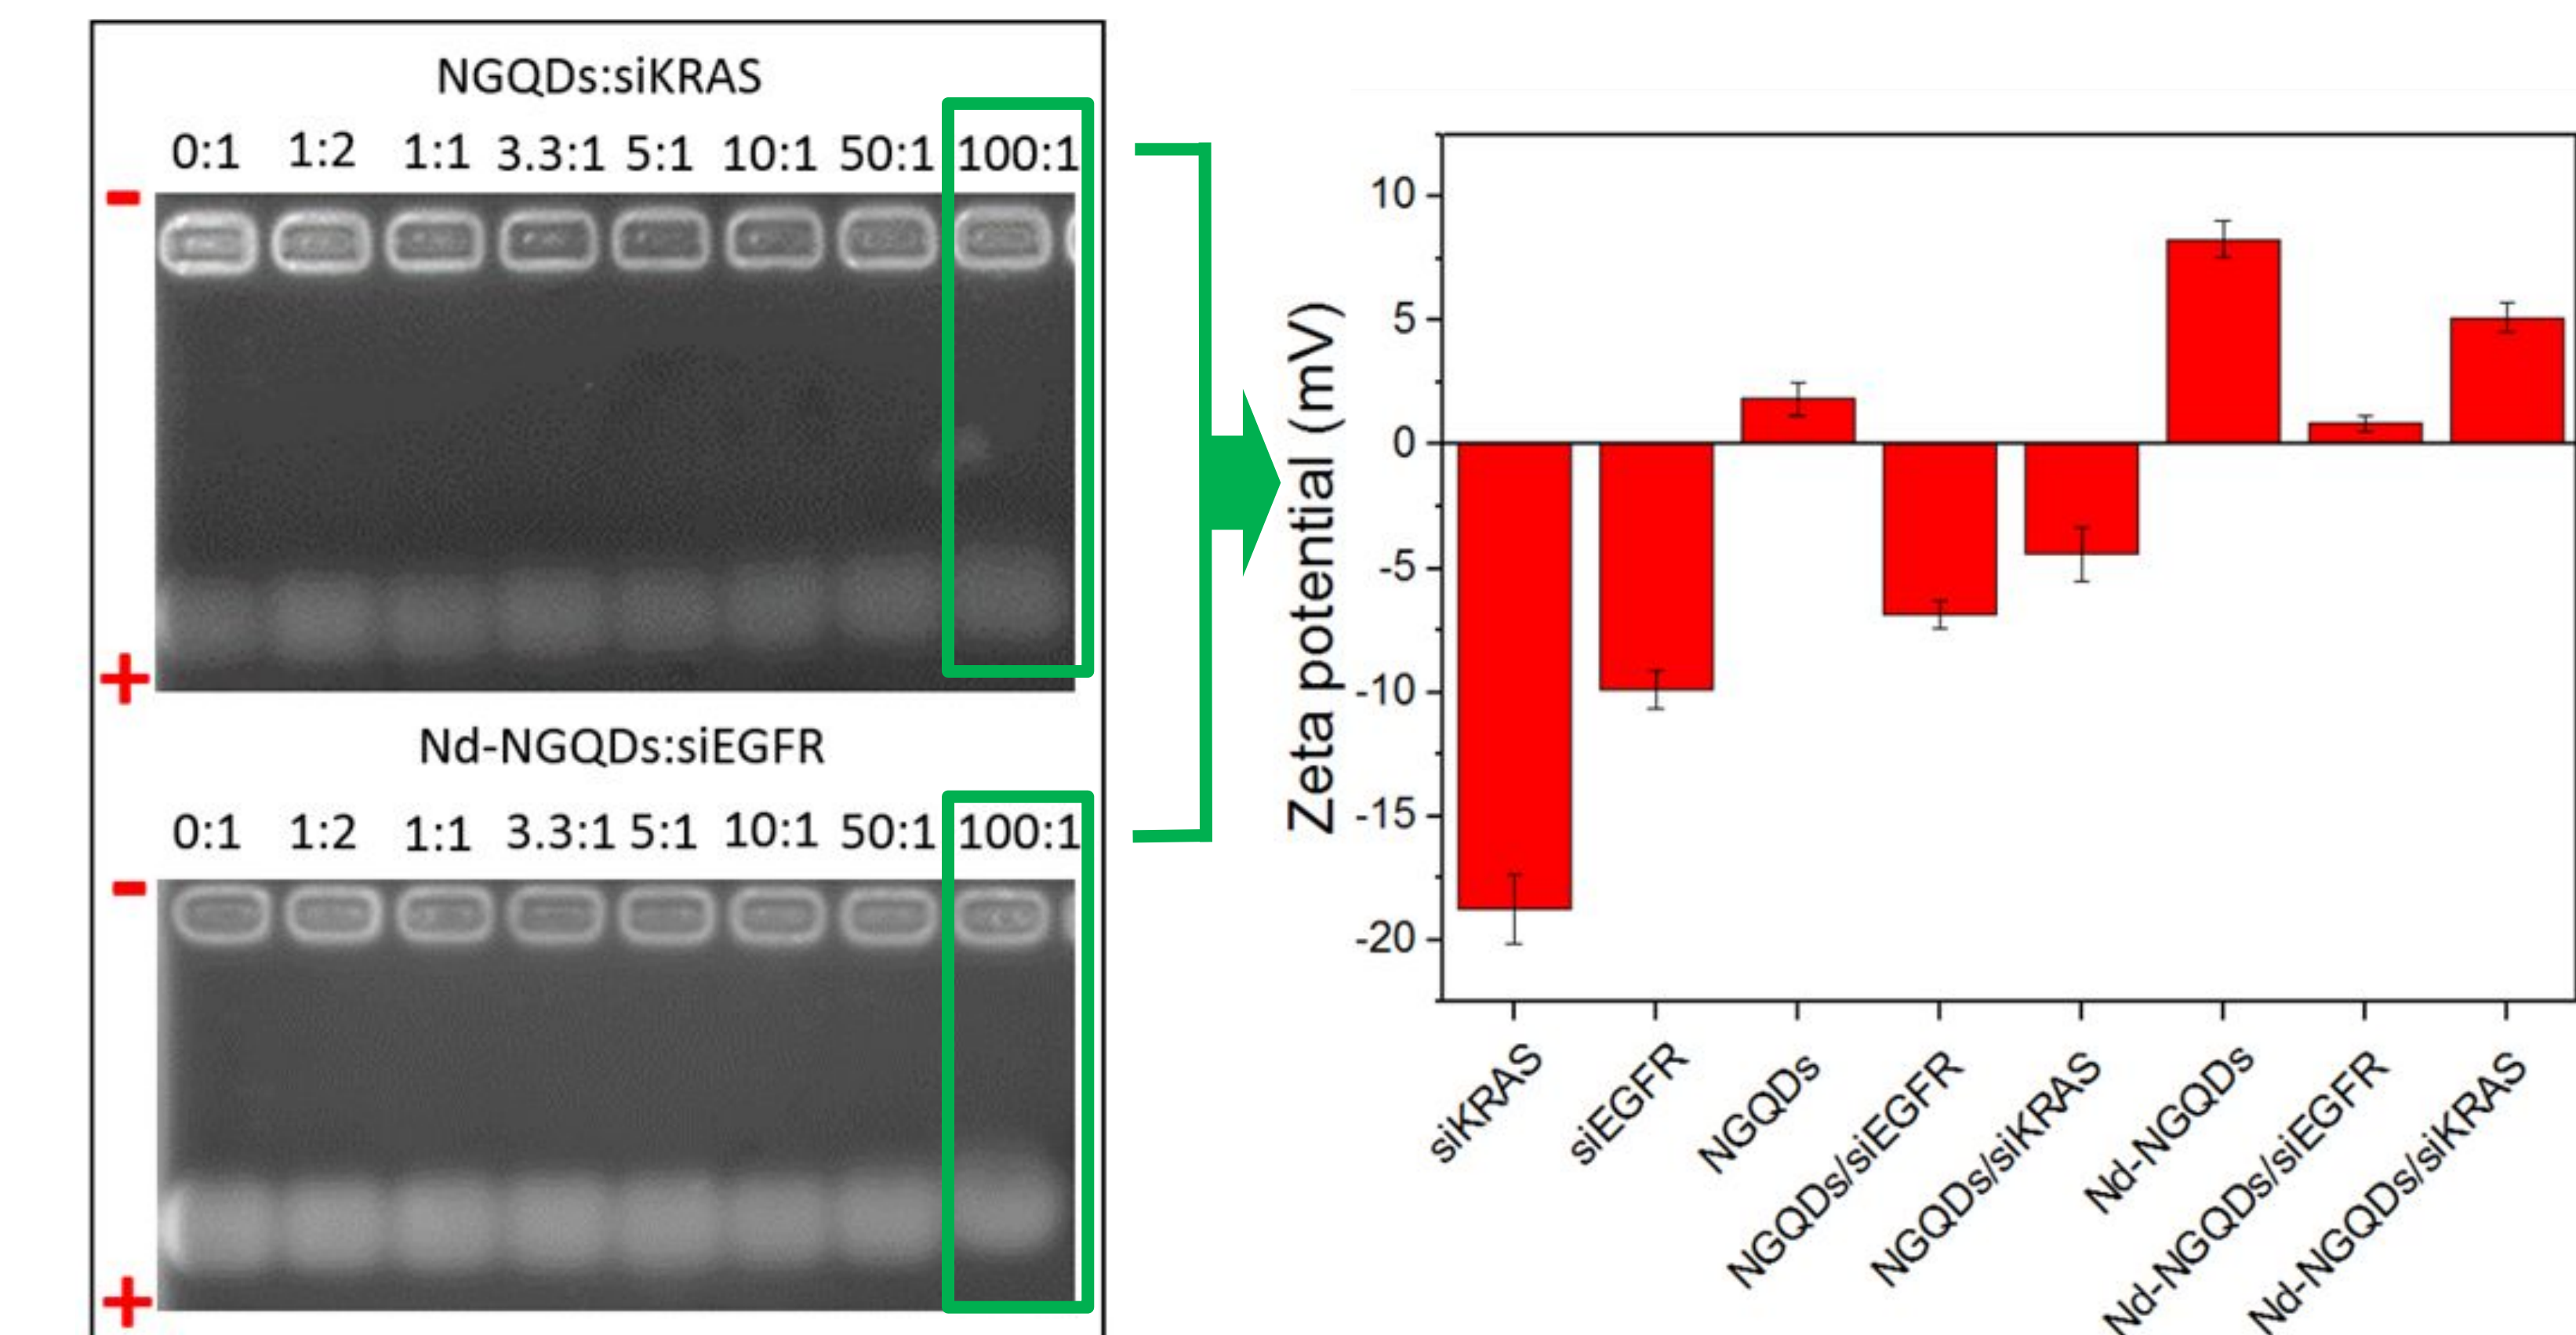 NGQDs:siKRAS
0:1 1:2 1:1 3.3:1 5:1 10:1 50:1 100:1
-
+
Nd-NGQDs:siEGFR
0:1 1:2 1:1 3.3:1 5:1 10:1 50:1 100:1
-
+
Zeta potential (mV)
10
5
0
-5
-10
-15
-20
siKRAS
siEGFR
NGQDs
NGQDs/siEGFR
NGQDs/siKRAS
Nd-NGQDs
Nd-NGQDs/siEGFR
Nd-NGQDs/siKRAS